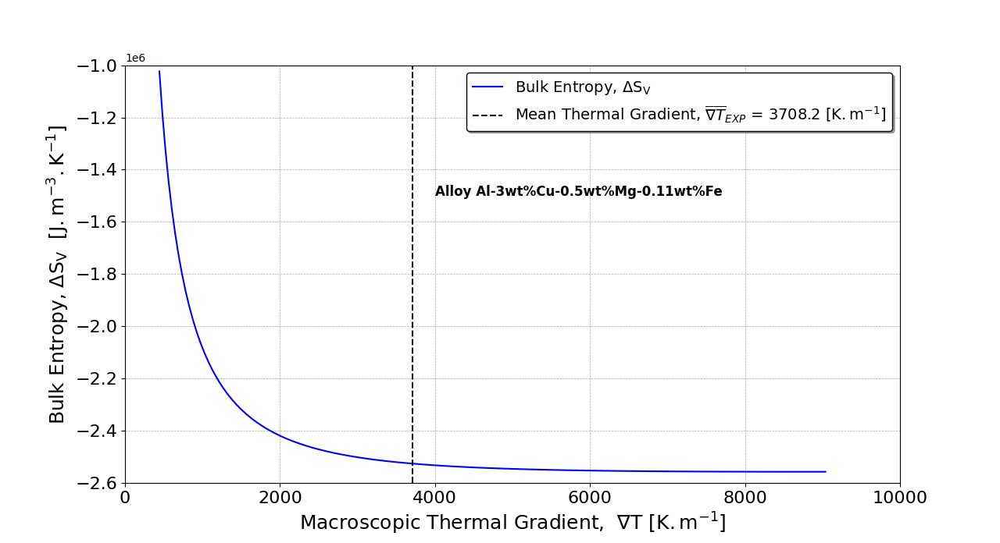 1e6
−1.0
−1.2
−1.4
−1.6
−1.8
−2.0
−2.2
−2.4
−2.6
Bulk Entropy, ΔS_V [J.m⁻³.K⁻¹]
Bulk Entropy, ΔS_V
Mean Thermal Gradient, \overline{∇T}_{EXP} = 3708.2 [K.m⁻¹]
Alloy Al-3wt%Cu-0.5wt%Mg-0.11wt%Fe
0 2000 4000 6000 8000 10000
Macroscopic Thermal Gradient, ∇T [K.m⁻¹]